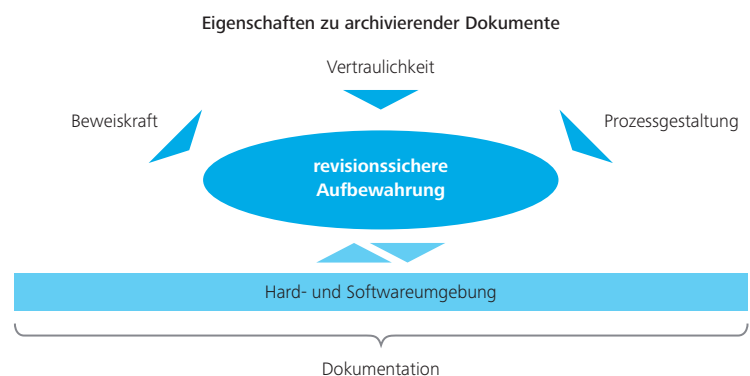 Eigenschaften zu archivierender Dokumente
Vertraulichkeit
Beweiskraft
Prozessgestaltung
revisionssichere
Aufbewahrung
Hard- und Softwareumgebung
Dokumentation